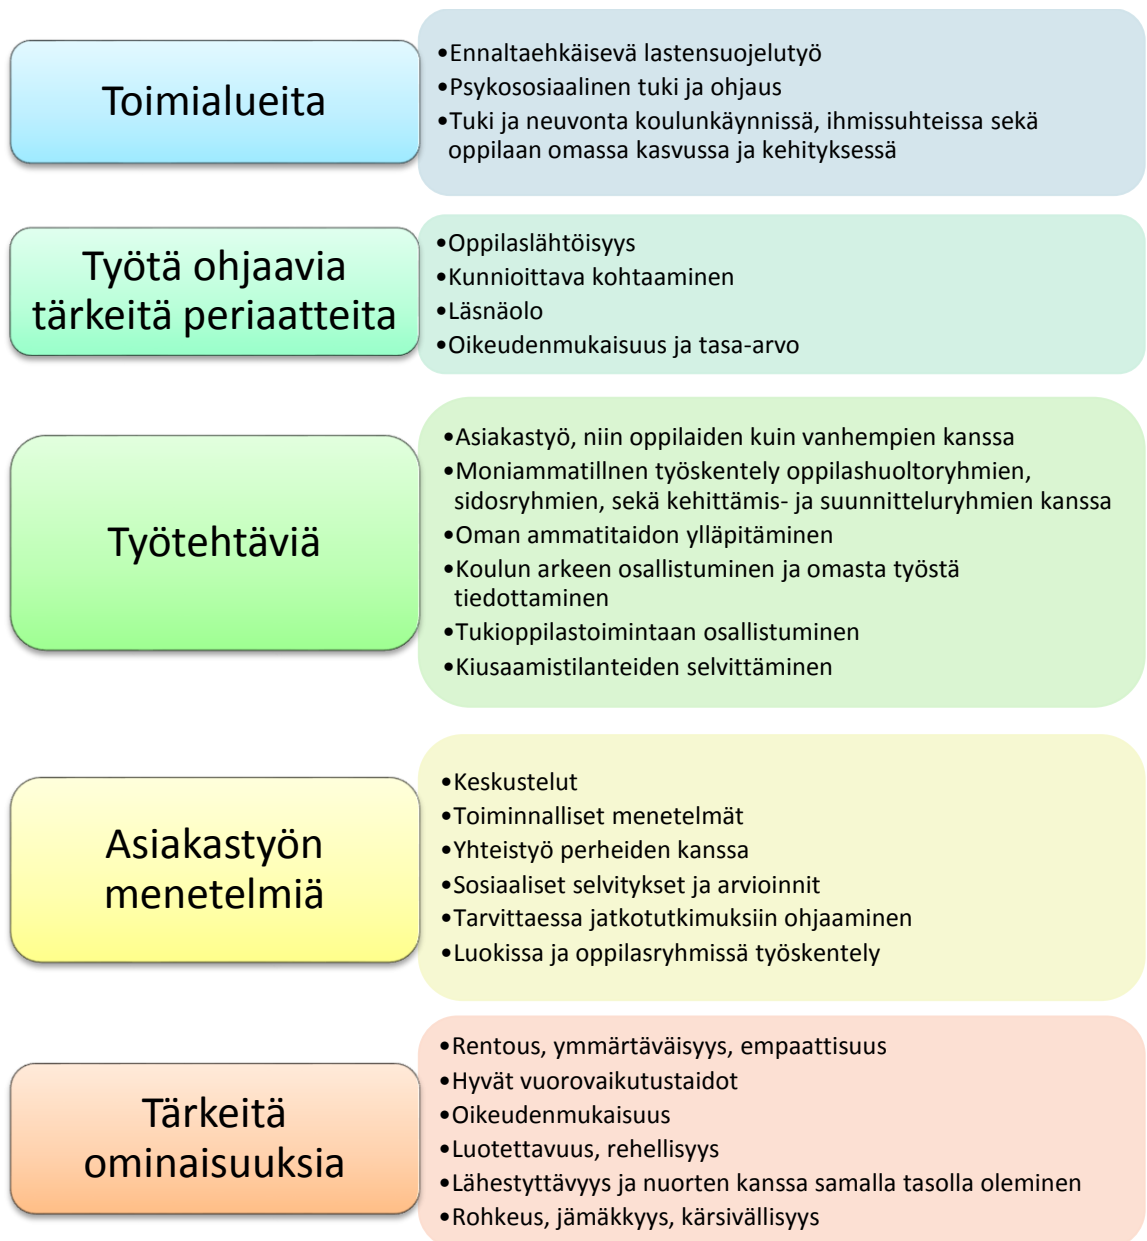 Toimialueita
•Ennaltaehkäisevä lastensuojelutyö
•Psykososiaalinen tuki ja ohjaus
•Tuki ja neuvonta koulunkäynnissä, ihmissuhteissa sekä
oppilaan omassa kasvussa ja kehityksessä
Työtä ohjaavia
tärkeitä periaatteita
•Oppilaslähtöisyys
•Kunnioittava kohtaaminen
•Läsnäolo
•Oikeudenmukaisuus ja tasa-arvo
Työtehtäviä
•Asiakastyö, niin oppilaiden kuin vanhempien kanssa
•Moniammatillnen työskentely oppilashuoltoryhmien,
sidosryhmien, sekä kehittämis- ja suunnitteluryhmien kanssa
•Oman ammatitaidon ylläpitäminen
•Koulun arkeen osallistuminen ja omasta työstä
tiedottaminen
•Tukioppilastoimintaan osallistuminen
•Kiusaamistilanteiden selvittäminen
Asiakastyön
menetelmiä
•Keskustelut
•Toiminnalliset menetelmät
•Yhteistyö perheiden kanssa
•Sosiaaliset selvitykset ja arvioinnit
•Tarvittaessa jatkotutkimuksiin ohjaaminen
•Luokissa ja oppilasryhmissä työskentely
Tärkeitä
ominaisuuksia
•Rentous, ymmärtäväisyys, empaattisuus
•Hyvät vuorovaikutustaidot
•Oikeudenmukaisuus
•Luotettavuus, rehellisyys
•Lähestyttävyys ja nuorten kanssa samalla tasolla oleminen
•Rohkeus, jämäkkyys, kärsivällisyys